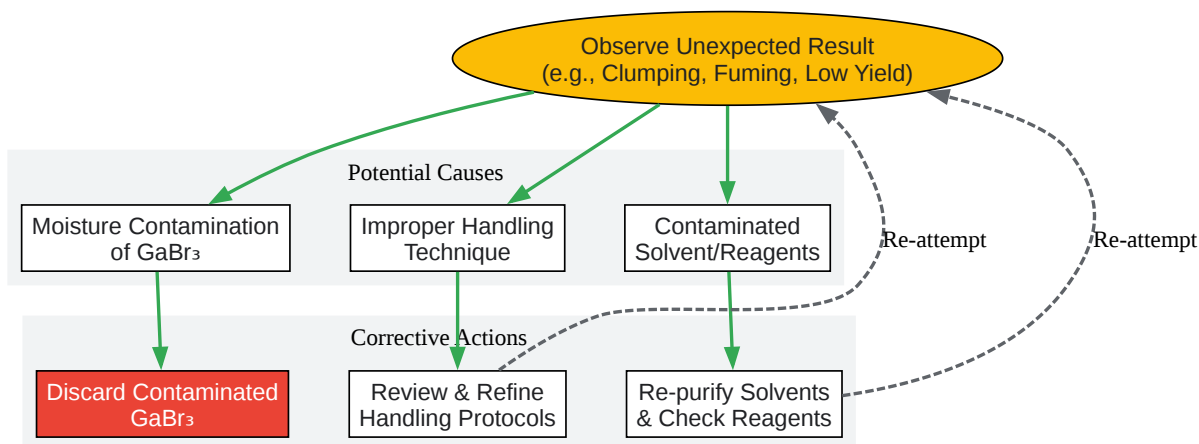 Observe Unexpected Result
(e.g., Clumping, Fuming, Low Yield)
Potential Causes
Moisture Contamination
of GaBr₃
Improper Handling
Technique
Contaminated
Solvent/Reagents
Re-attempt
Re-attempt
Corrective Actions
Discard Contaminated
GaBr₃
Review & Refine
Handling Protocols
Re-purify Solvents
& Check Reagents